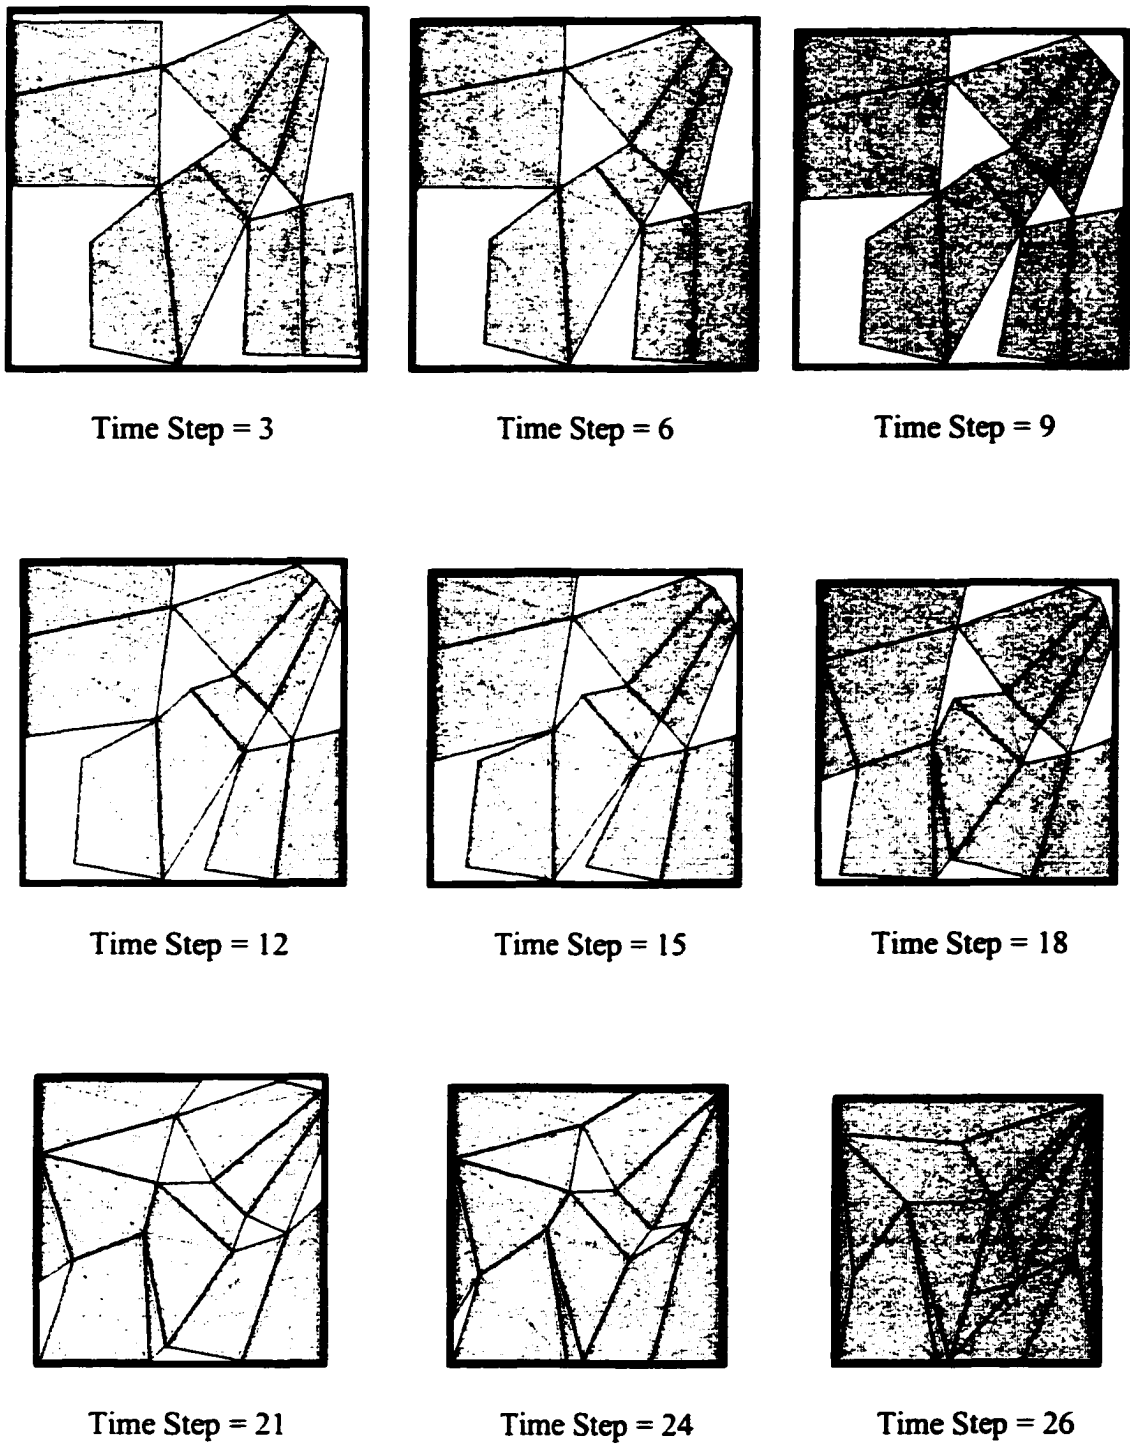 Time Step = 3
Time Step = 6
Time Step = 9
Time Step = 12
Time Step = 15
Time Step = 18
Time Step = 21
Time Step = 24
Time Step = 26